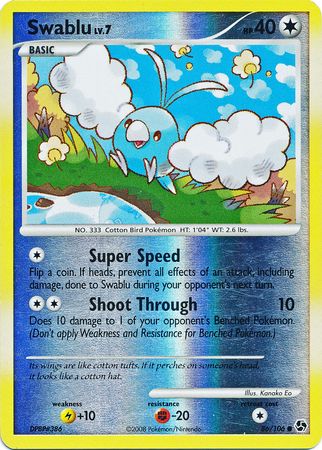 Swablu LV.7
HP 40
BASIC
NO. 333 Cotton Bird Pokémon HT: 1'04" WT: 2.6 lbs.
Super Speed
Flip a coin. If heads, prevent all effects of an attack, including
damage, done to Swablu during your opponent's next turn.
Shoot Through 10
Does 10 damage to 1 of your opponent's Benched Pokémon.
(Don't apply Weakness and Resistance for Benched Pokémon.)
Its wings are like cotton tufts. If it perches on someone's head,
it looks like a cotton hat.
Illus. Kanako Eo
weakness resistance retreat cost
+10 -20
DPBP#386 ©2008 Pokémon/Nintendo 86/106